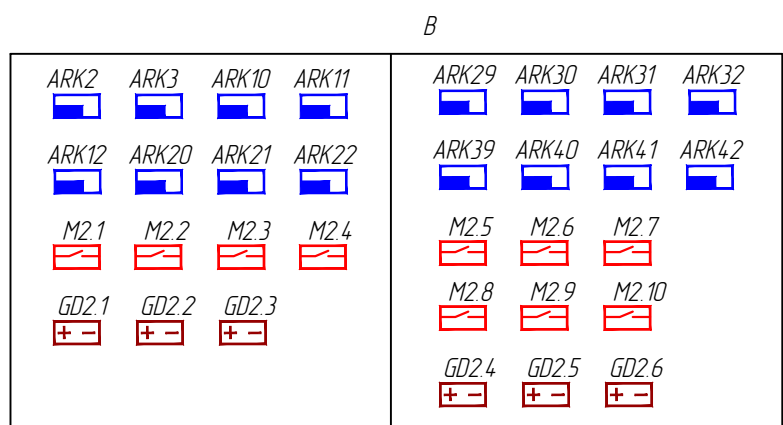 B
ARK2 ARK3 ARK10 ARK11
ARK12 ARK20 ARK21 ARK22
M2.1 M2.2 M2.3 M2.4
GD2.1 GD2.2 GD2.3
ARK29 ARK30 ARK31 ARK32
ARK39 ARK40 ARK41 ARK42
M2.5 M2.6 M2.7
M2.8 M2.9 M2.10
GD2.4 GD2.5 GD2.6